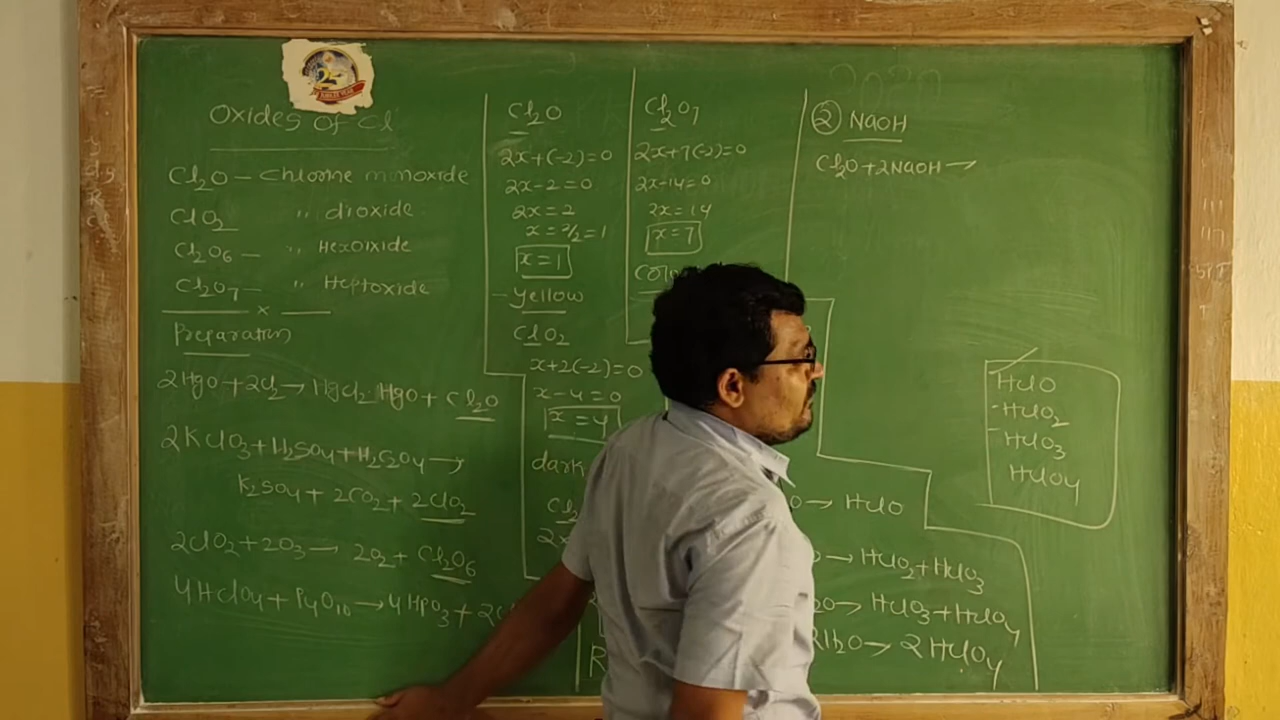 Oxides of Cl
Cl2O - Chlorine monoxide
ClO2 " dioxide
Cl2O6 - " Hexoixide
Cl2O7 - " Heptoxide
x
Preparation
2HgO + 2Cl2 → HgCl2 HgO + Cl2O
2KClO3 + H2SO4 + H2C2O4 →
K2SO4 + 2CO2 + 2ClO2
2ClO2 + 2O3 → 2O2 + Cl2O6
4HClO4 + P4O10 → 4HPO3 +
Cl2O
2x+(-2)=0
2x-2=0
2x=2
x=2/2=1
x=1
- Yellow
ClO2
x+2(-2)=0
x-4=0
x=4
dark
Cl2O7
2x+7(-2)=0
2x-14=0
2x=14
x=7
→ HClO
→ HClO2+HClO3
→ HClO3+HClO4
H2O → 2HClO4
② NaOH
Cl2O+2NaOH →
HClO
-HClO2
-HClO3
HClO4